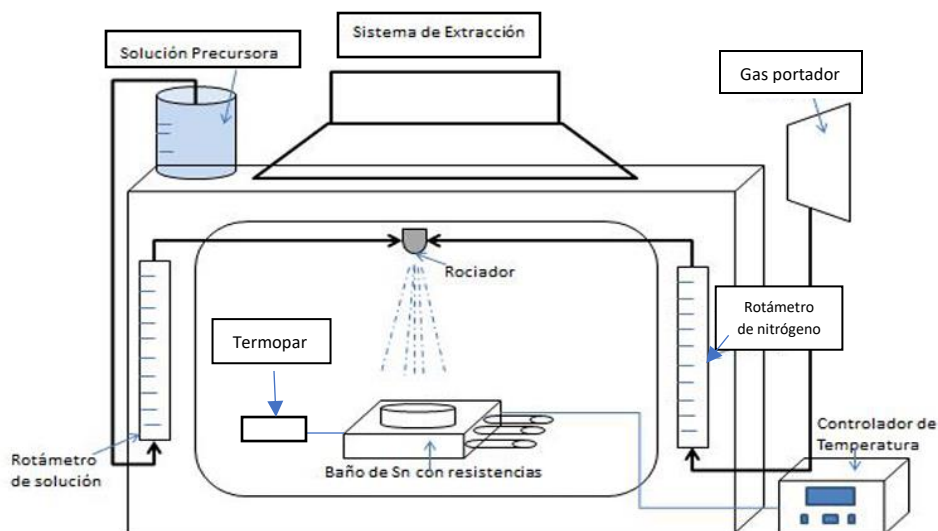 Sistema de Extracción
Solución Precursora
Gas portador
Rociador
Rotámetro
de nitrógeno
Termopar
Controlador de
Temperatura
Rotámetro
de solución
Baño de Sn con resistencias